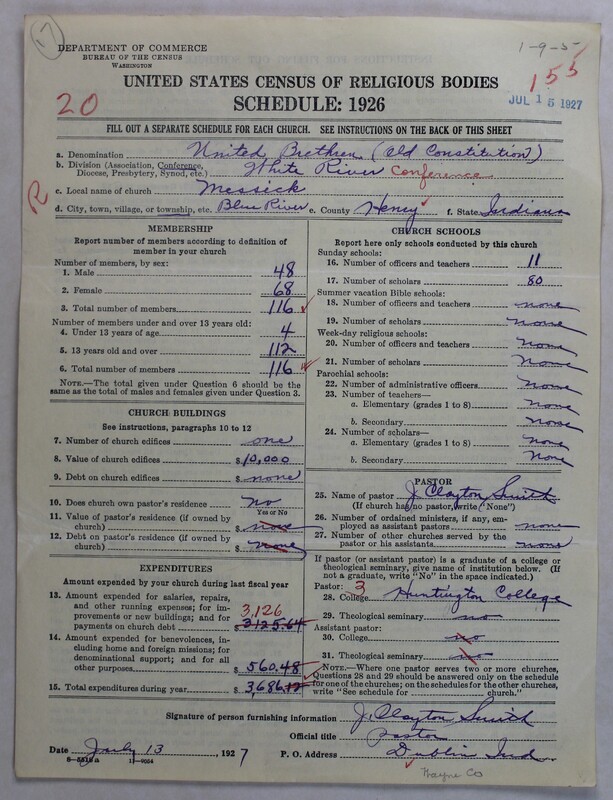 17
DEPARTMENT OF COMMERCE
BUREAU OF THE CENSUS
WASHINGTON
1-9-5-
155
UNITED STATES CENSUS OF RELIGIOUS BODIES
20
SCHEDULE: 1926
JUL 15 1927
FILL OUT A SEPARATE SCHEDULE FOR EACH CHURCH. SEE INSTRUCTIONS ON THE BACK OF THIS SHEET
a. Denomination United Brethren (Old Constitution)
b. Division (Association, Conference, Diocese, Presbytery, Synod, etc.) White River Conference
R
c. Local name of church Messick
d. City, town, village, or township, etc. Blue River e. County Henry f. State Indiana
MEMBERSHIP
Report number of members according to definition of
member in your church
Number of members, by sex:
1. Male 48
2. Female 68
3. Total number of members 116
Number of members under and over 13 years old:
4. Under 13 years of age 4
5. 13 years old and over 112
6. Total number of members 116
NOTE.—The total given under Question 6 should be
the same as the total of males and females given under Question 3.
CHURCH BUILDINGS
See instructions, paragraphs 10 to 12
7. Number of church edifices one
8. Value of church edifices $10,000
9. Debt on church edifices $ none
10. Does church own pastor's residence no
Yes or No
11. Value of pastor's residence (if owned by
church) $ none
12. Debt on pastor's residence (if owned by
church) $ none
EXPENDITURES
Amount expended by your church during last fiscal year
13. Amount expended for salaries, repairs,
and other running expenses; for im-
provements or new buildings; and for 3,126
payments on church debt $3125.64
14. Amount expended for benevolences,
including home and foreign missions; for
denominational support; and for all
other purposes $560.48
15. Total expenditures during year $3,686.12
CHURCH SCHOOLS
Report here only schools conducted by this church
Sunday schools:
16. Number of officers and teachers 11
17. Number of scholars 80
Summer vacation Bible schools:
18. Number of officers and teachers none
19. Number of scholars None
Week-day religious schools:
20. Number of officers and teachers None
21. Number of scholars None
Parochial schools:
22. Number of administrative officers None
23. Number of teachers—
a. Elementary (grades 1 to 8) None
b. Secondary None
24. Number of scholars—
a. Elementary (grades 1 to 8) None
b. Secondary None
PASTOR
25. Name of pastor J. Clayton Smith
(If church has no pastor, write "None")
26. Number of ordained ministers, if any, em-
ployed as assistant pastors none
27. Number of other churches served by the
pastor or his assistants none
If pastor (or assistant pastor) is a graduate of a college or
theological seminary, give name of institution below. (If
not a graduate, write "No" in the space indicated.)
Pastor: 3
28. College Huntington College
29. Theological seminary no
Assistant pastor:
30. College no
31. Theological seminary no
NOTE.—Where one pastor serves two or more churches,
Questions 28 and 29 should be answered only on the schedule
for one of the churches; on the schedules for the other churches,
write "See schedule for church."
Signature of person furnishing information J. Clayton Smith
Official title Pastor
Date July 13, 1927 P. O. Address Dublin Ind.
11-9064
Wayne Co